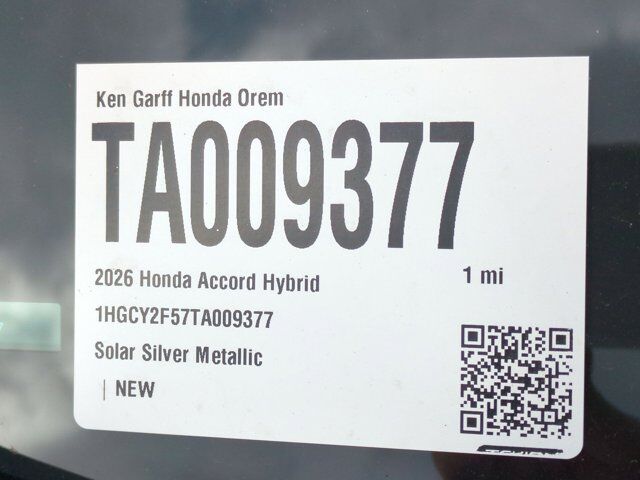 Ken Garff Honda Orem
TA009377
2026 Honda Accord Hybrid
1 mi
1HGCY2F57TA009377
Solar Silver Metallic
| NEW